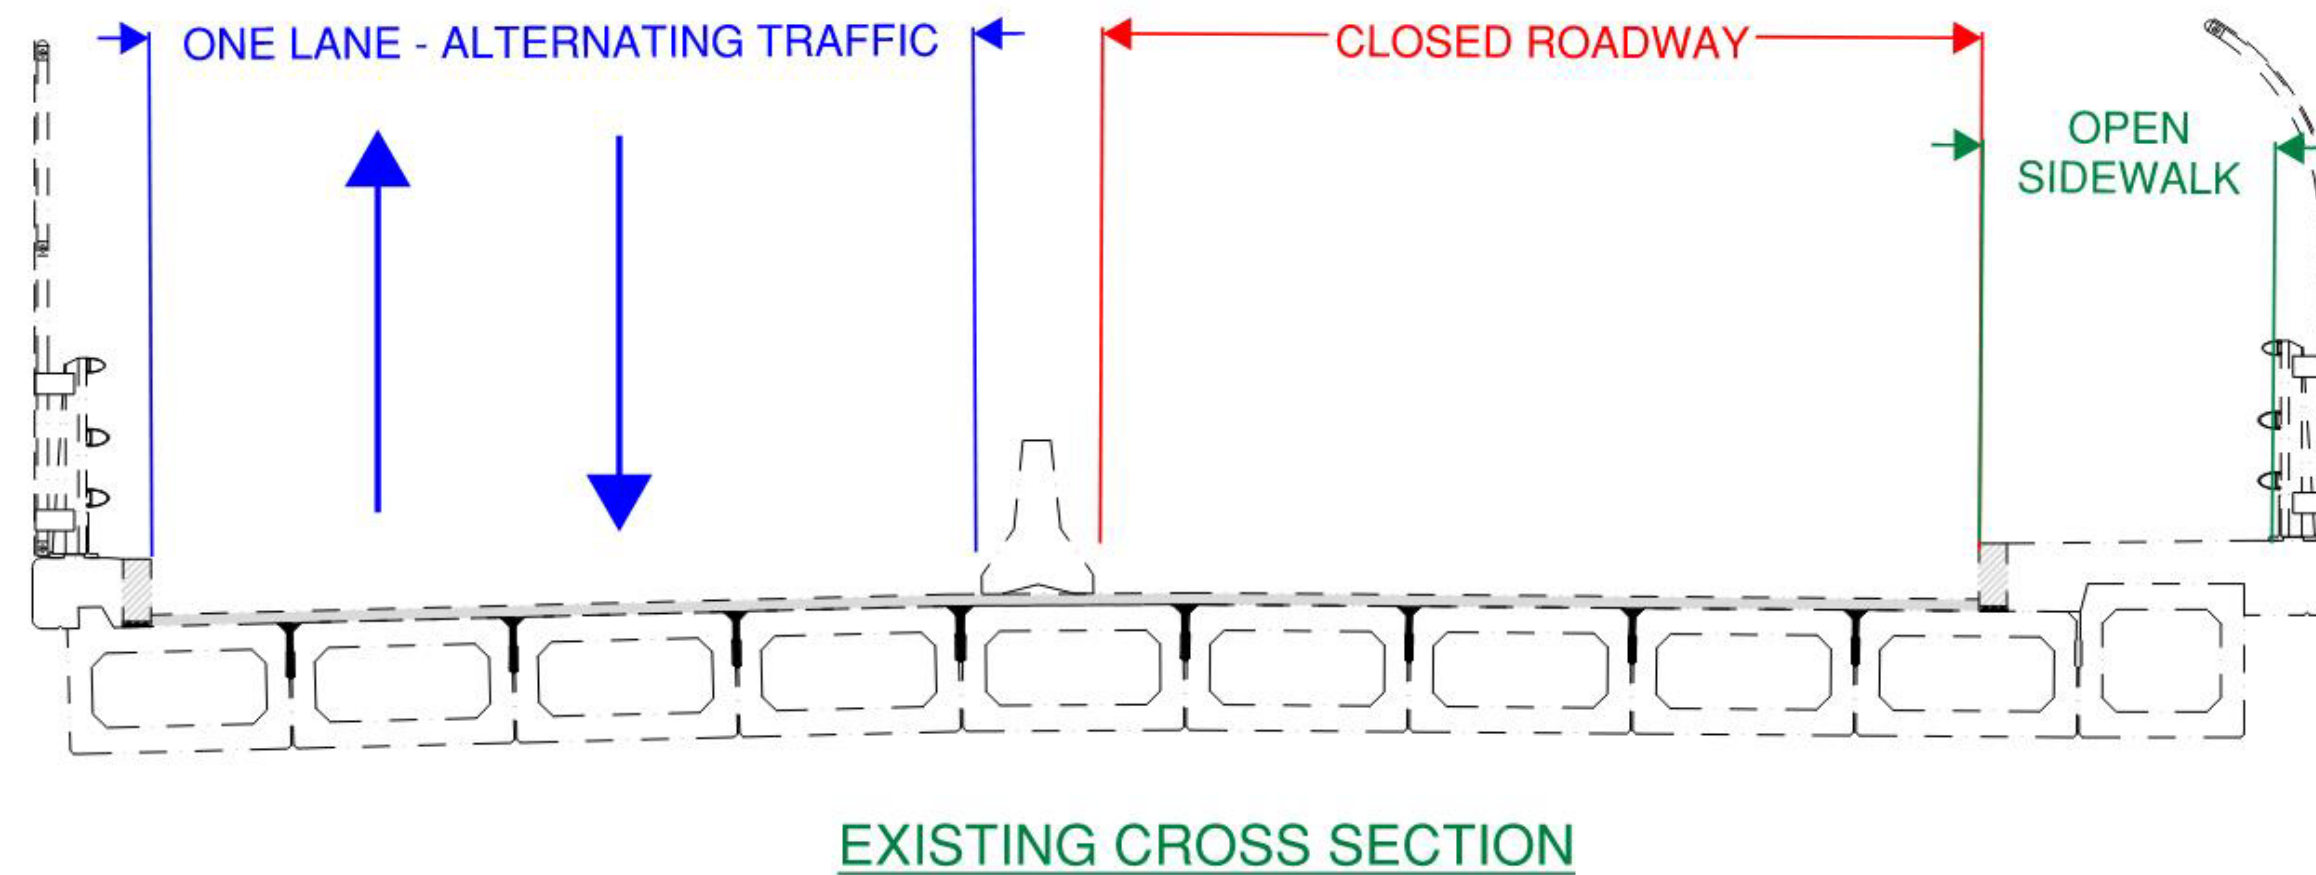 ONE LANE - ALTERNATING TRAFFIC
CLOSED ROADWAY
OPEN
SIDEWALK
EXISTING CROSS SECTION